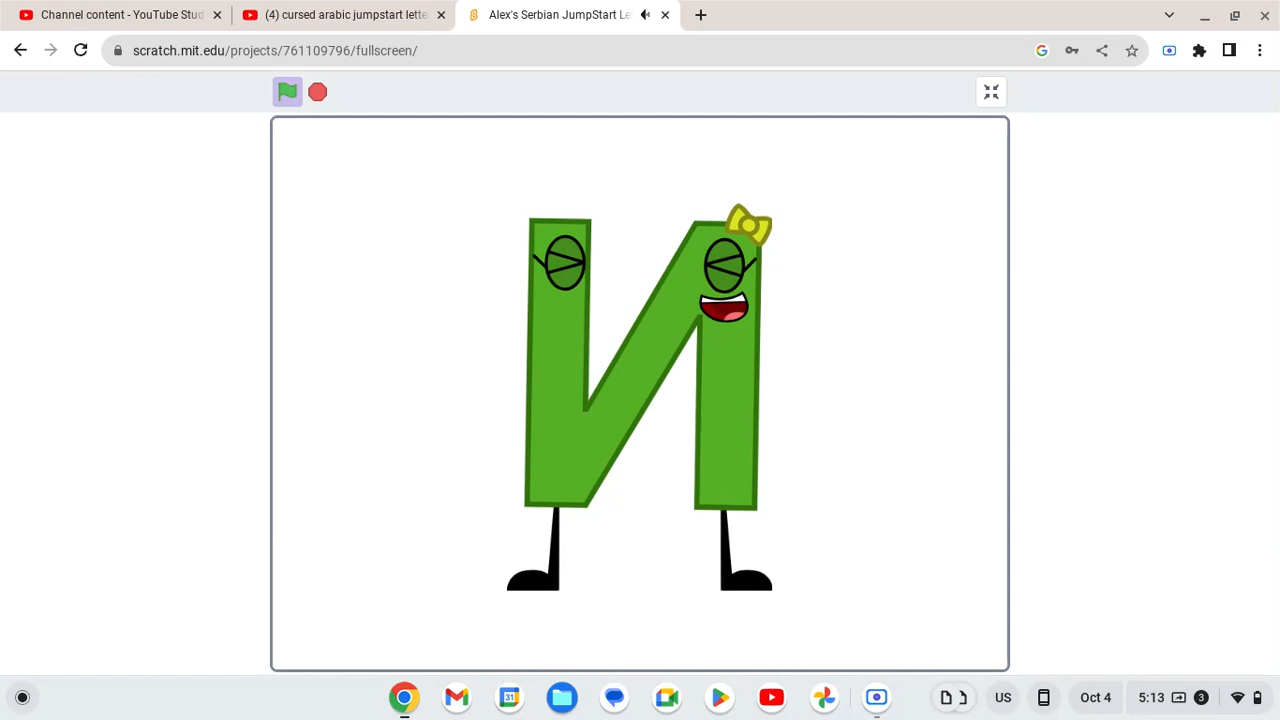 Channel content - YouTube Stud
(4) cursed arabic jumpstart lette
Alex's Serbian JumpStart Le
scratch.mit.edu/projects/761109796/fullscreen/
И
31
US
Oct 4
5:13
3